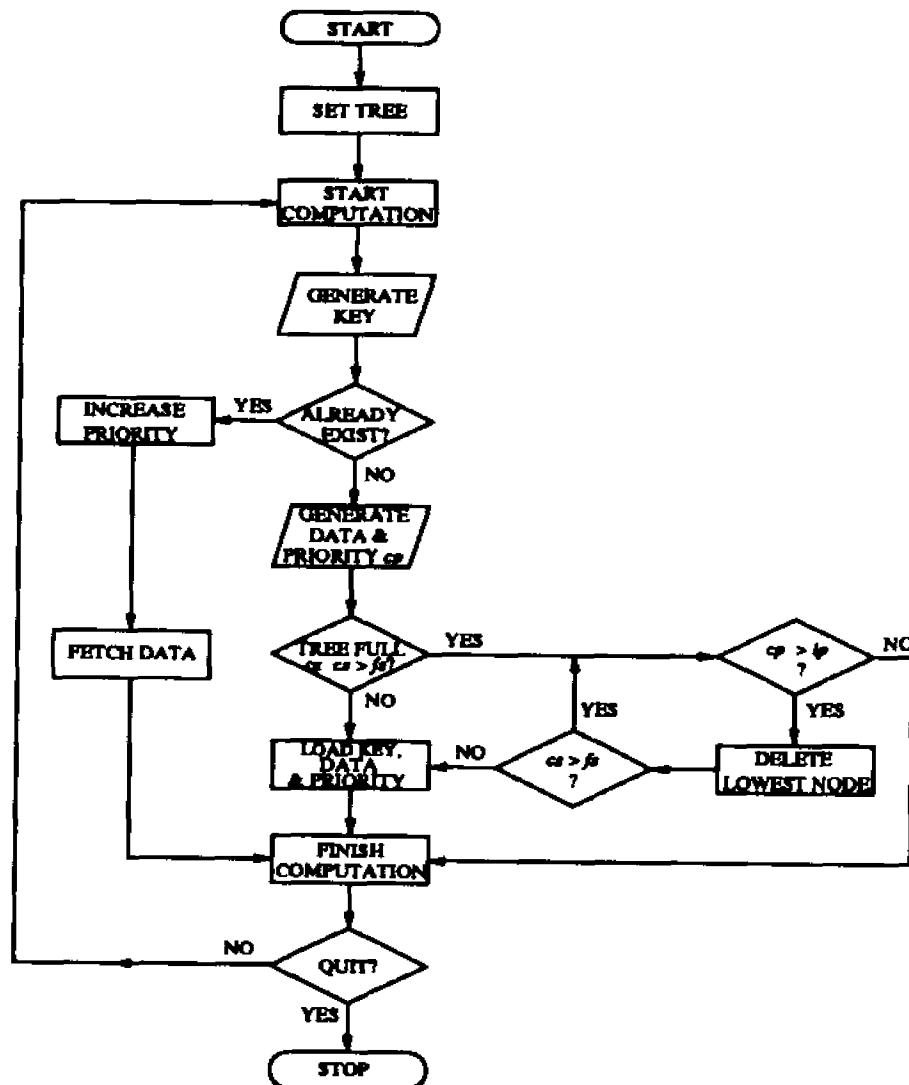 START
SET TREE
START
COMPUTATION
GENERATE
KEY
INCREASE
PRIORITY
YES
ALREADY
EXIST?
NO
GENERATE
DATA &
PRIORITY cp
FETCH DATA
TREE FULL
cs > fs?
YES
cp > lp
?
NO
NO
YES
YES
LOAD KEY,
DATA
& PRIORITY
NO
cs > fs
?
DELETE
LOWEST NODE
FINISH
COMPUTATION
NO
QUIT?
YES
STOP